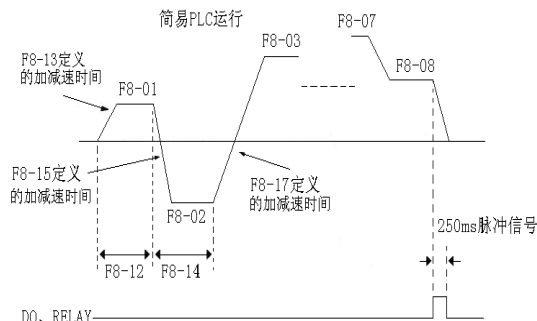 简易PLC运行
F8-07
F8-03
F8-13定义
的加减速时间
F8-01
F8-08
F8-15定义
的加减速时间
F8-17定义
的加减速时间
F8-02
250ms脉冲信号
F8-12
F8-14
DO、RELAY